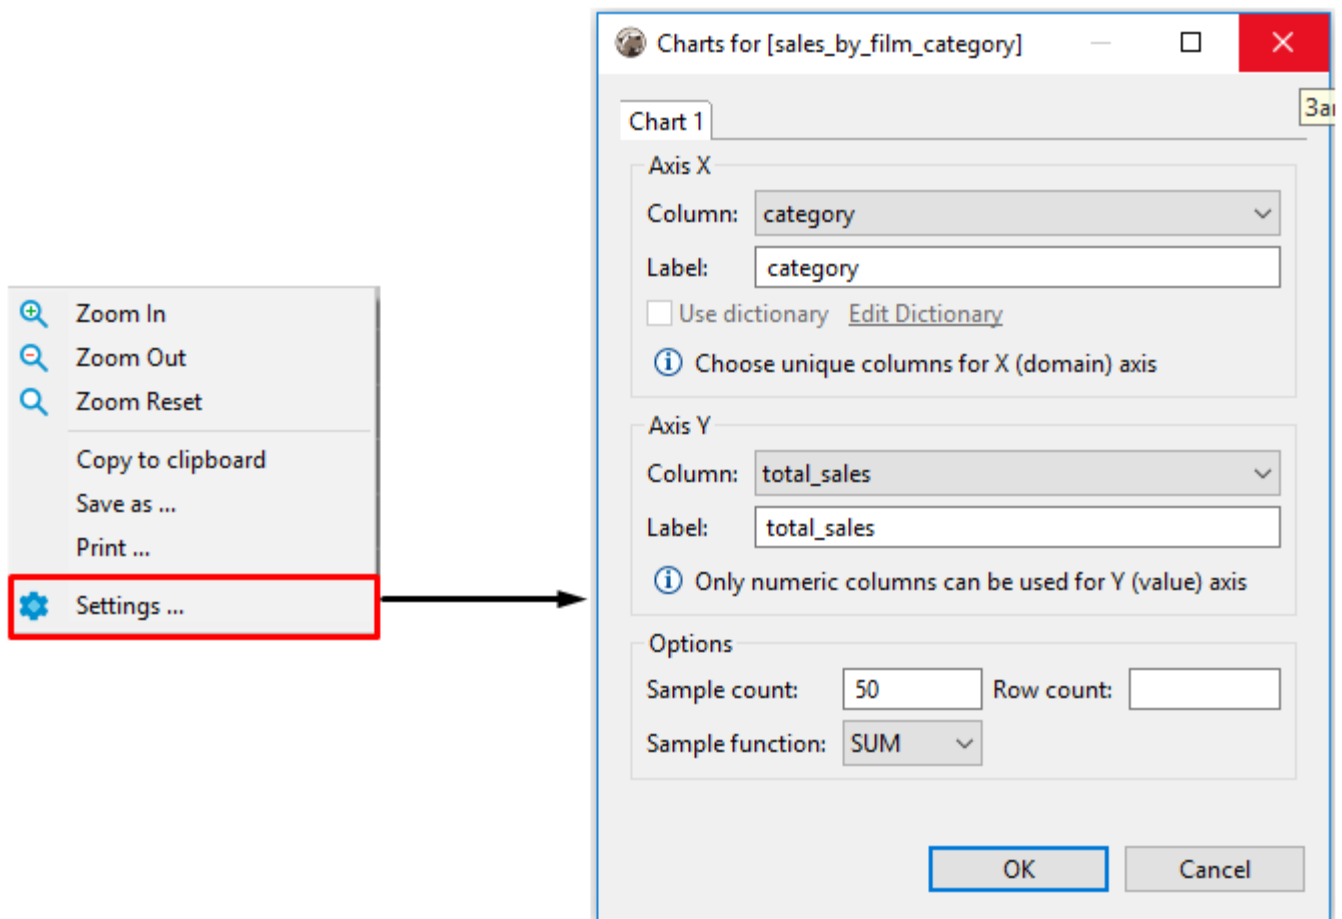 Charts for [sales_by_film_category]
Chart 1
Axis X
Column: category
Label: category
Use dictionary Edit Dictionary
Choose unique columns for X (domain) axis
Axis Y
Column: total_sales
Label: total_sales
Only numeric columns can be used for Y (value) axis
Options
Sample count: 50 Row count:
Sample function: SUM
OK Cancel
Zoom In
Zoom Out
Zoom Reset
Copy to clipboard
Save as ...
Print ...
Settings ...